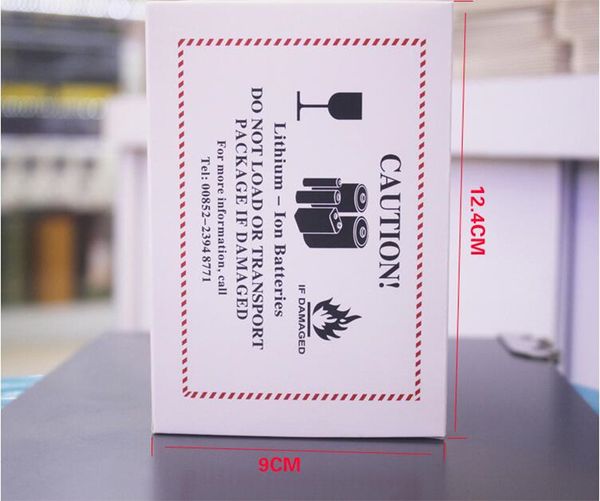 CAUTION!
IF DAMAGED
Lithium – Ion Batteries
DO NOT LOAD OR TRANSPORT
PACKAGE IF DAMAGED
For more information, call
Tel: 00852-2394 8771
12.4CM
9CM